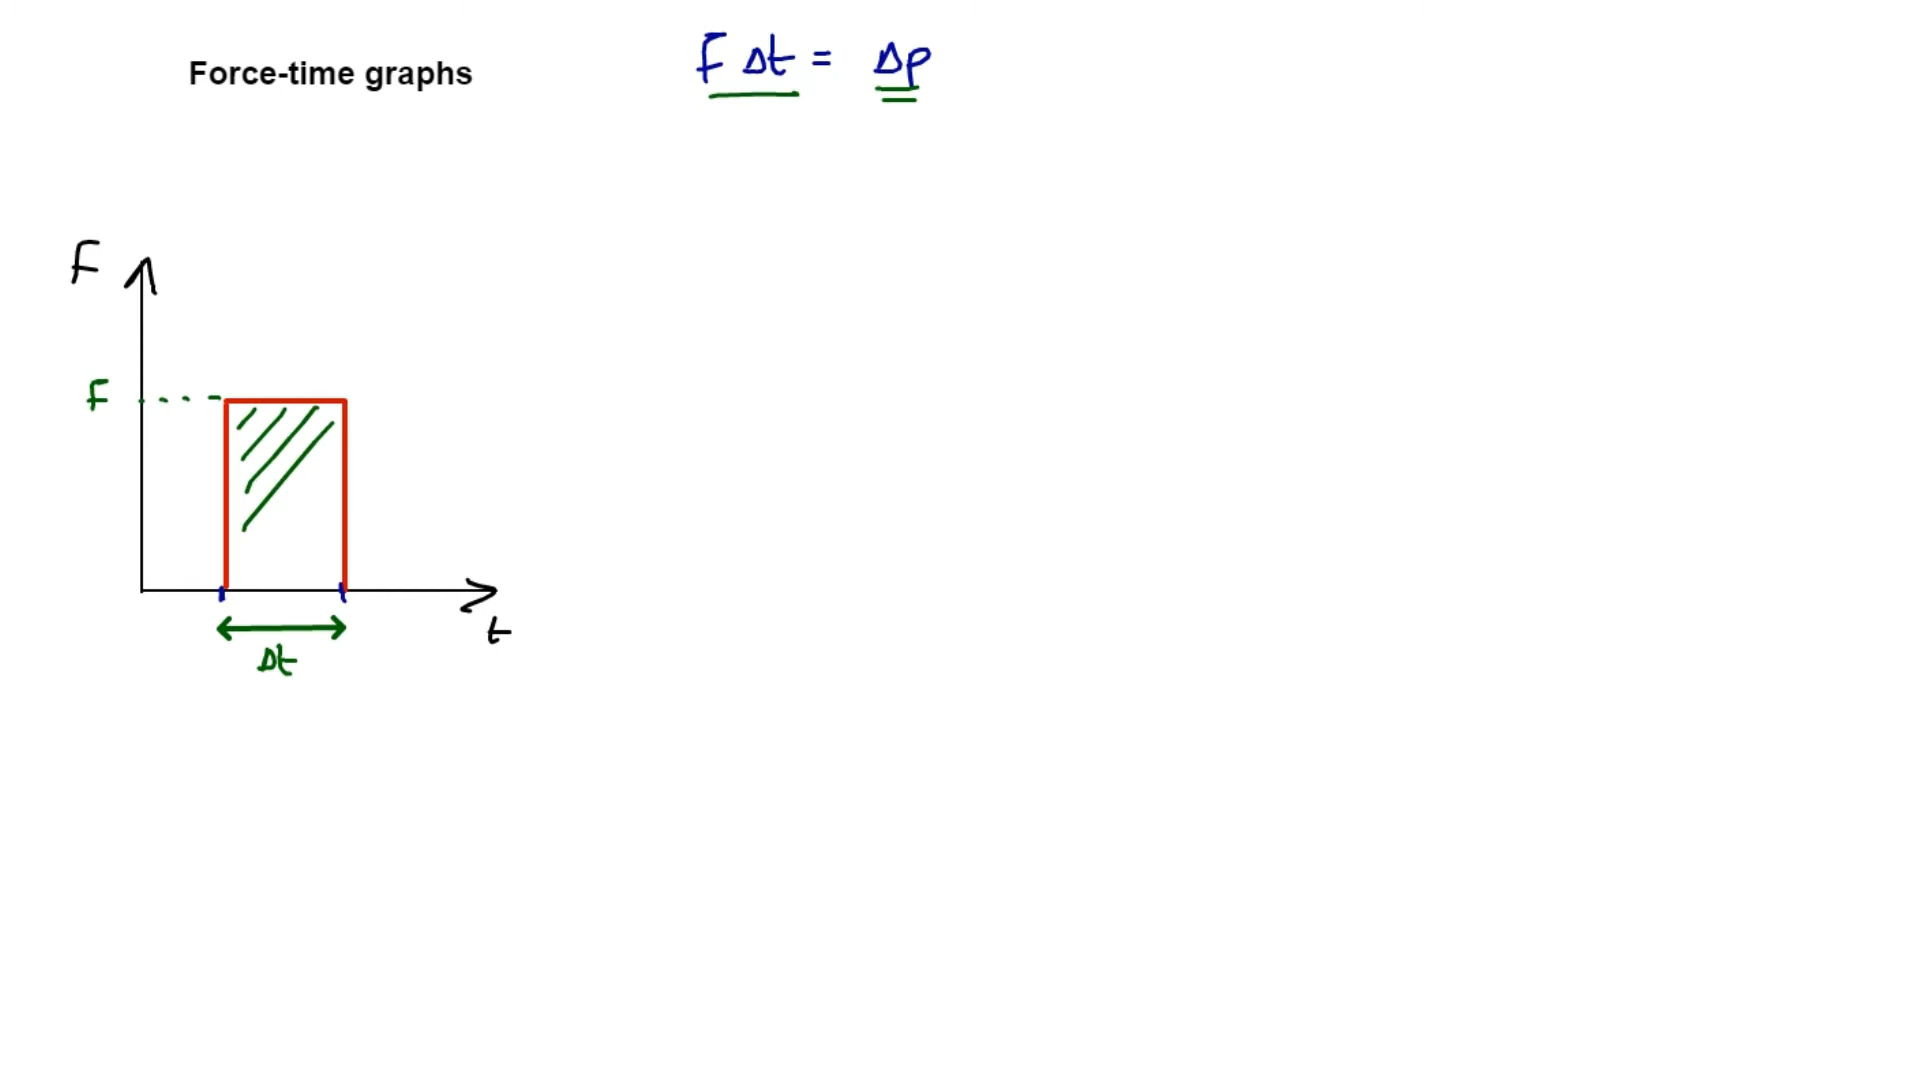 Force-time graphs
F Δt = Δp
F
F
t
Δt